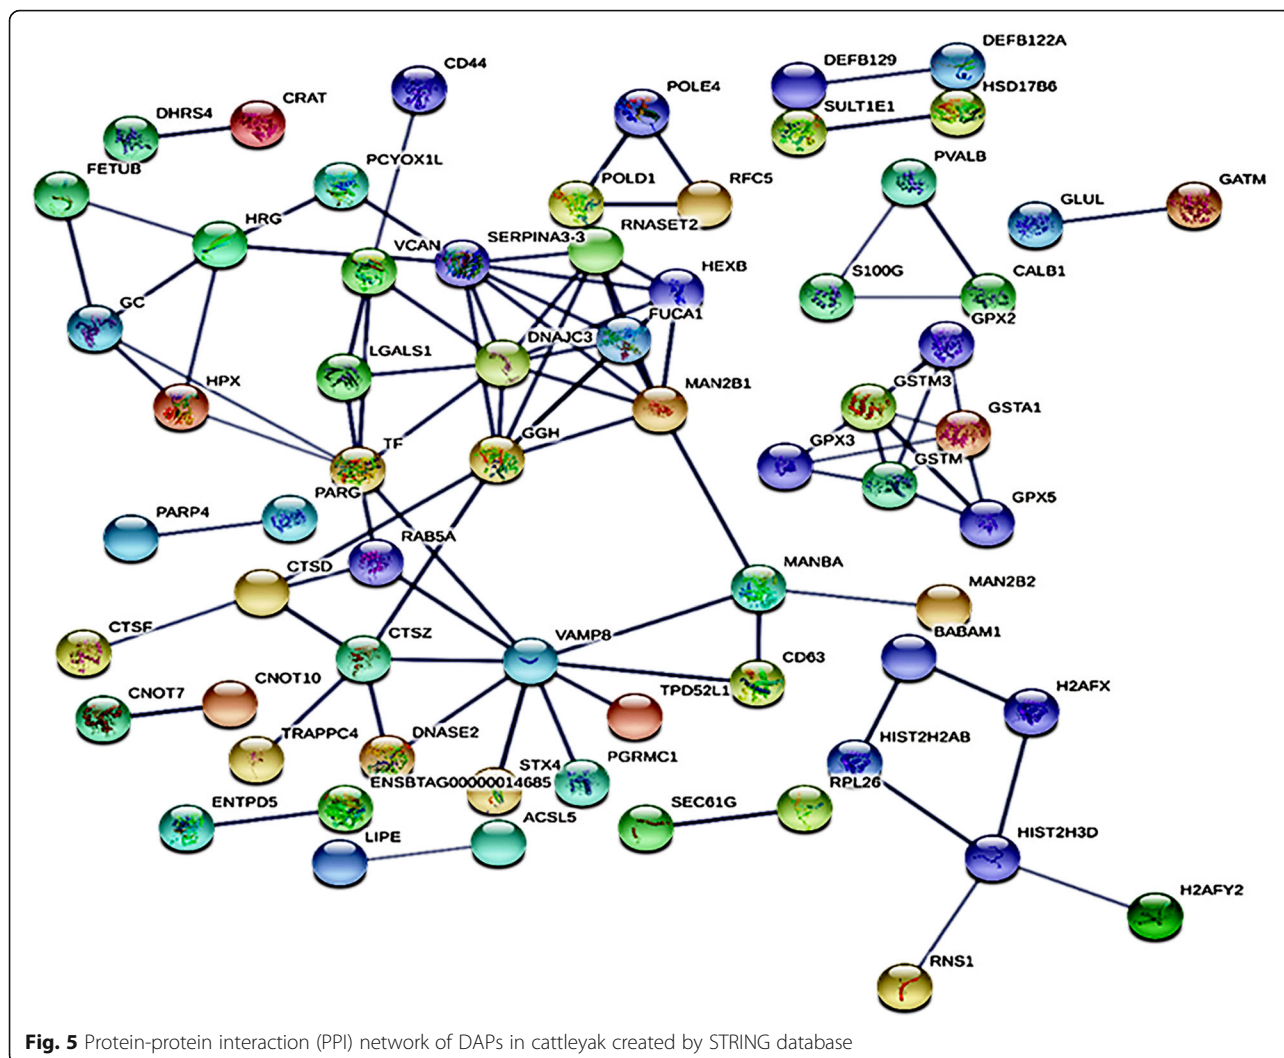 DEFB122A
DEFB129
CD44
POLE4
HSD17B6
CRAT
DHRS4
SULT1E1
PVALB
PCYOX1L
FETUB
POLD1
RFC5
GATM
GLUL
RNASET2
HRG
SERPINA3-3
VCAN
HEXB
S100G
CALB1
GC
FUCA1
GPX2
DNAJC3
LGALS1
HPX
MAN2B1
GSTM3
GSTA1
GGH
TF
GPX3
GSTM
PARG
GPX5
PARP4
RAB5A
CTSD
MANBA
MAN2B2
CTSF
CTSZ
VAMP8
BABAM1
CD63
CNOT10
CNOT7
TPD52L1
H2AFX
TRAPPC4
DNASE2
HIST2H2AB
PGRMC1
STX4
ENSBTAG00000014685
RPL26
ENTPD5
SEC61G
ACSL5
LIPE
HIST2H3D
H2AFY2
RNS1
Fig. 5 Protein-protein interaction (PPI) network of DAPs in cattleyak created by STRING database